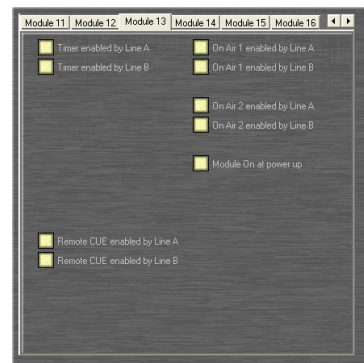 Module 11 Module 12 Module 13 Module 14 Module 15 Module 16
Timer enabled by Line A
Timer enabled by Line B
On Air 1 enabled by Line A
On Air 1 enabled by Line B
On Air 2 enabled by Line A
On Air 2 enabled by Line B
Module On at power up
Remote CUE enabled by Line A
Remote CUE enabled by Line B